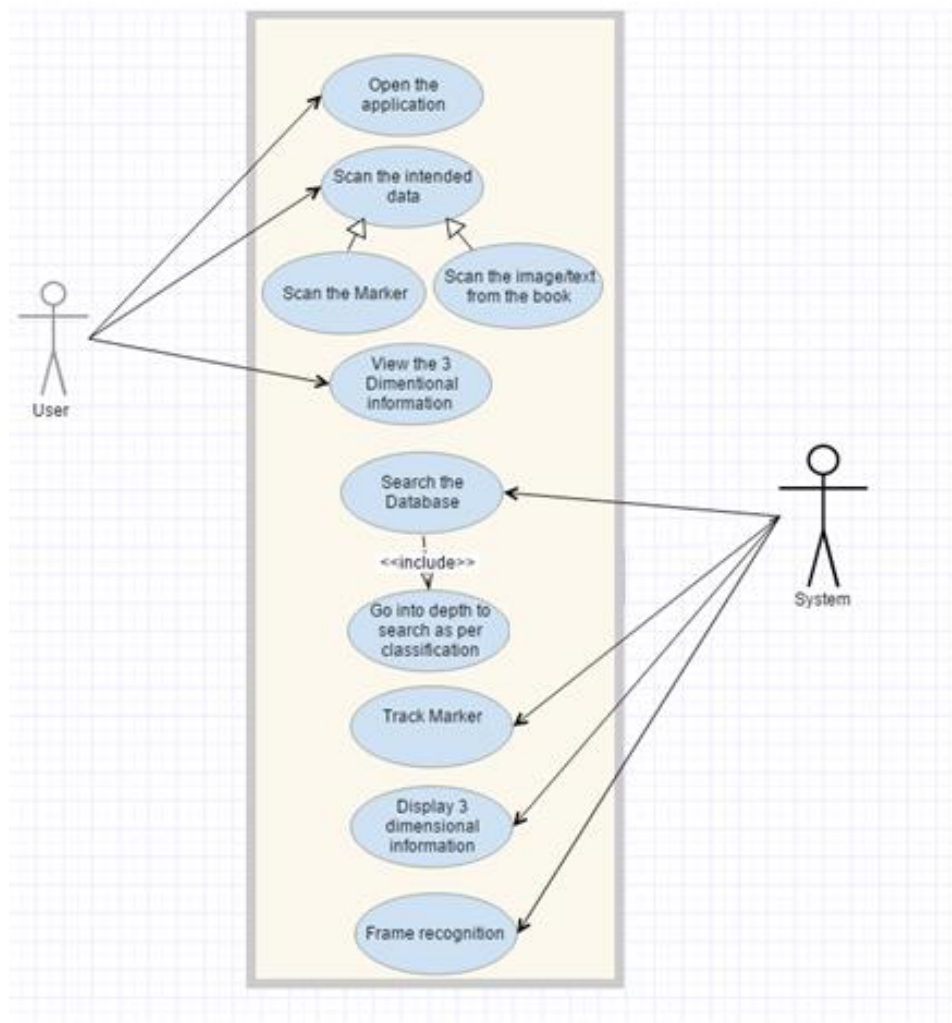 Open the
application
Scan the intended
data
Scan the Marker
Scan the image/text
from the book
View the 3
Dimentional
information
User
Search the
Database
<<include>>
Go into depth to
search as per
classification
System
Track Marker
Display 3
dimensional
information
Frame recognition